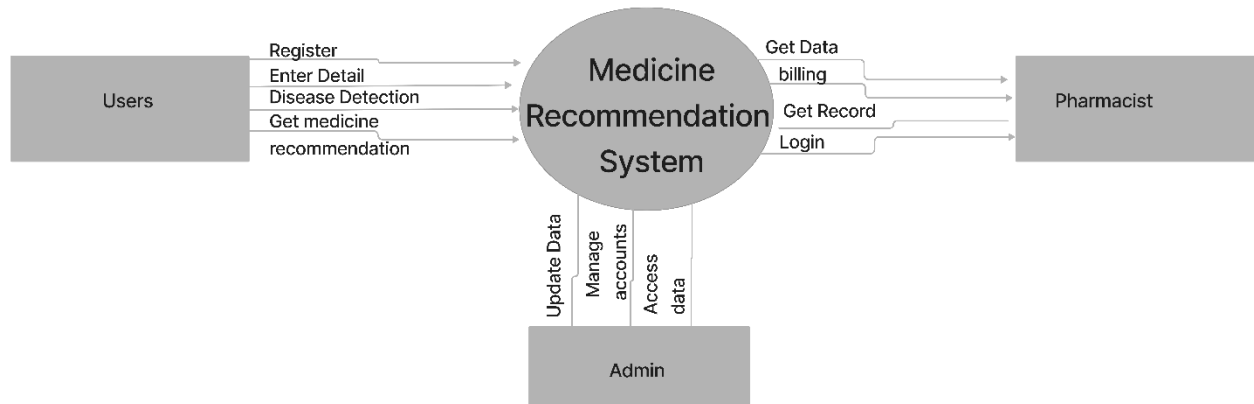 Users
Register
Enter Detail
Disease Detection
Get medicine
recommendation
Medicine
Recommendation
System
Get Data
billing
Get Record
Login
Pharmacist
Update Data
Manage
accounts
Access
data
Admin